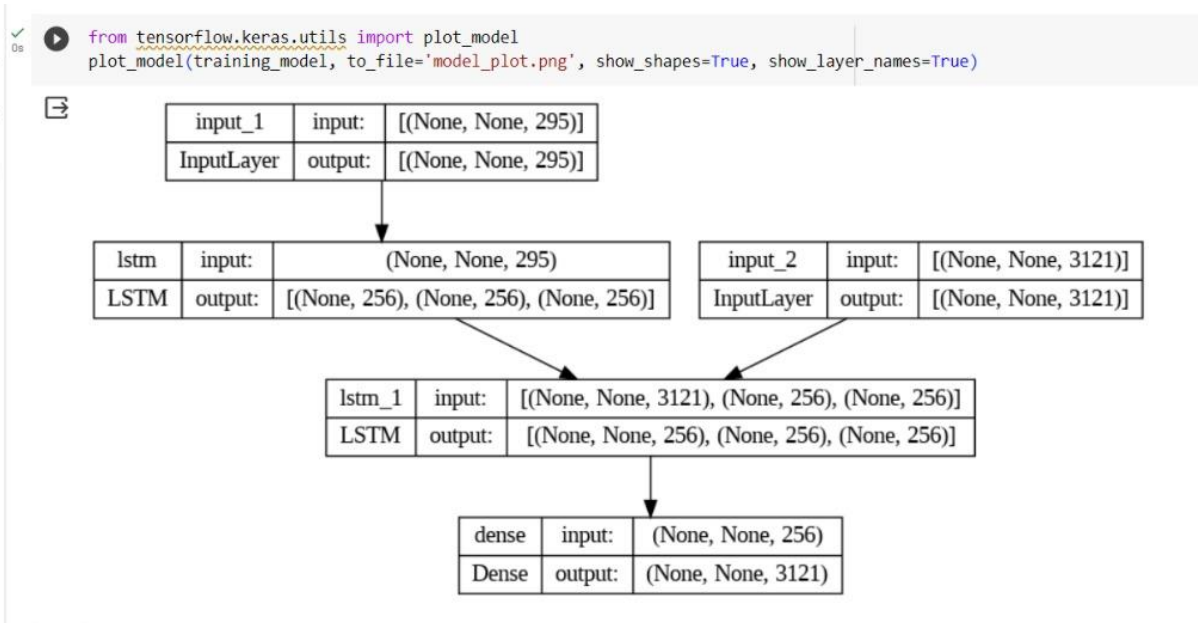 0s
from tensorflow.keras.utils import plot_model
plot_model(training_model, to_file='model_plot.png', show_shapes=True, show_layer_names=True)
input_1 input: [(None, None, 295)]
InputLayer output: [(None, None, 295)]
lstm input: (None, None, 295) input_2 input: [(None, None, 3121)]
LSTM output: [(None, 256), (None, 256), (None, 256)] InputLayer output: [(None, None, 3121)]
lstm_1 input: [(None, None, 3121), (None, 256), (None, 256)]
LSTM output: [(None, None, 256), (None, 256), (None, 256)]
dense input: (None, None, 256)
Dense output: (None, None, 3121)